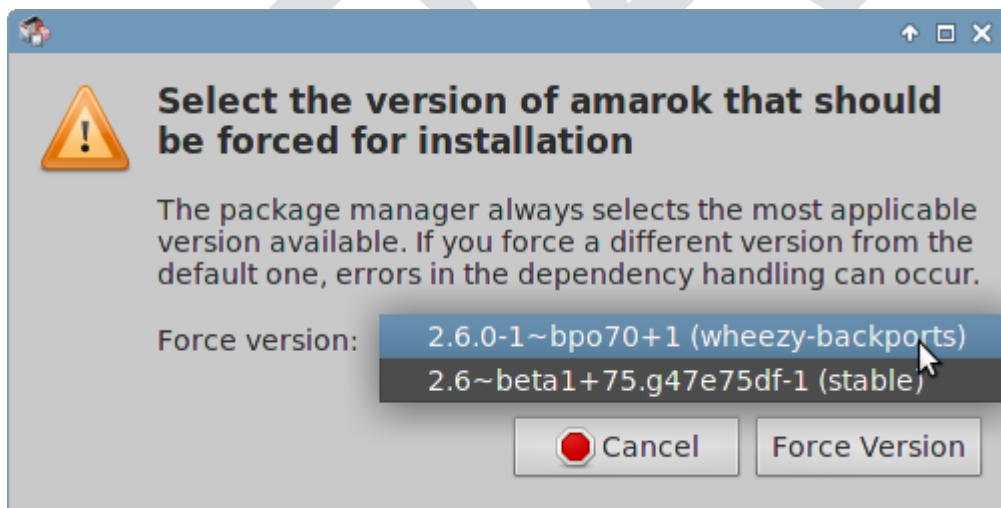 Select the version of amarok that should
be forced for installation
The package manager always selects the most applicable
version available. If you force a different version from the
default one, errors in the dependency handling can occur.
Force version:
2.6.0-1~bpo70+1 (wheezy-backports)
2.6~beta1+75.g47e75df-1 (stable)
Cancel
Force Version